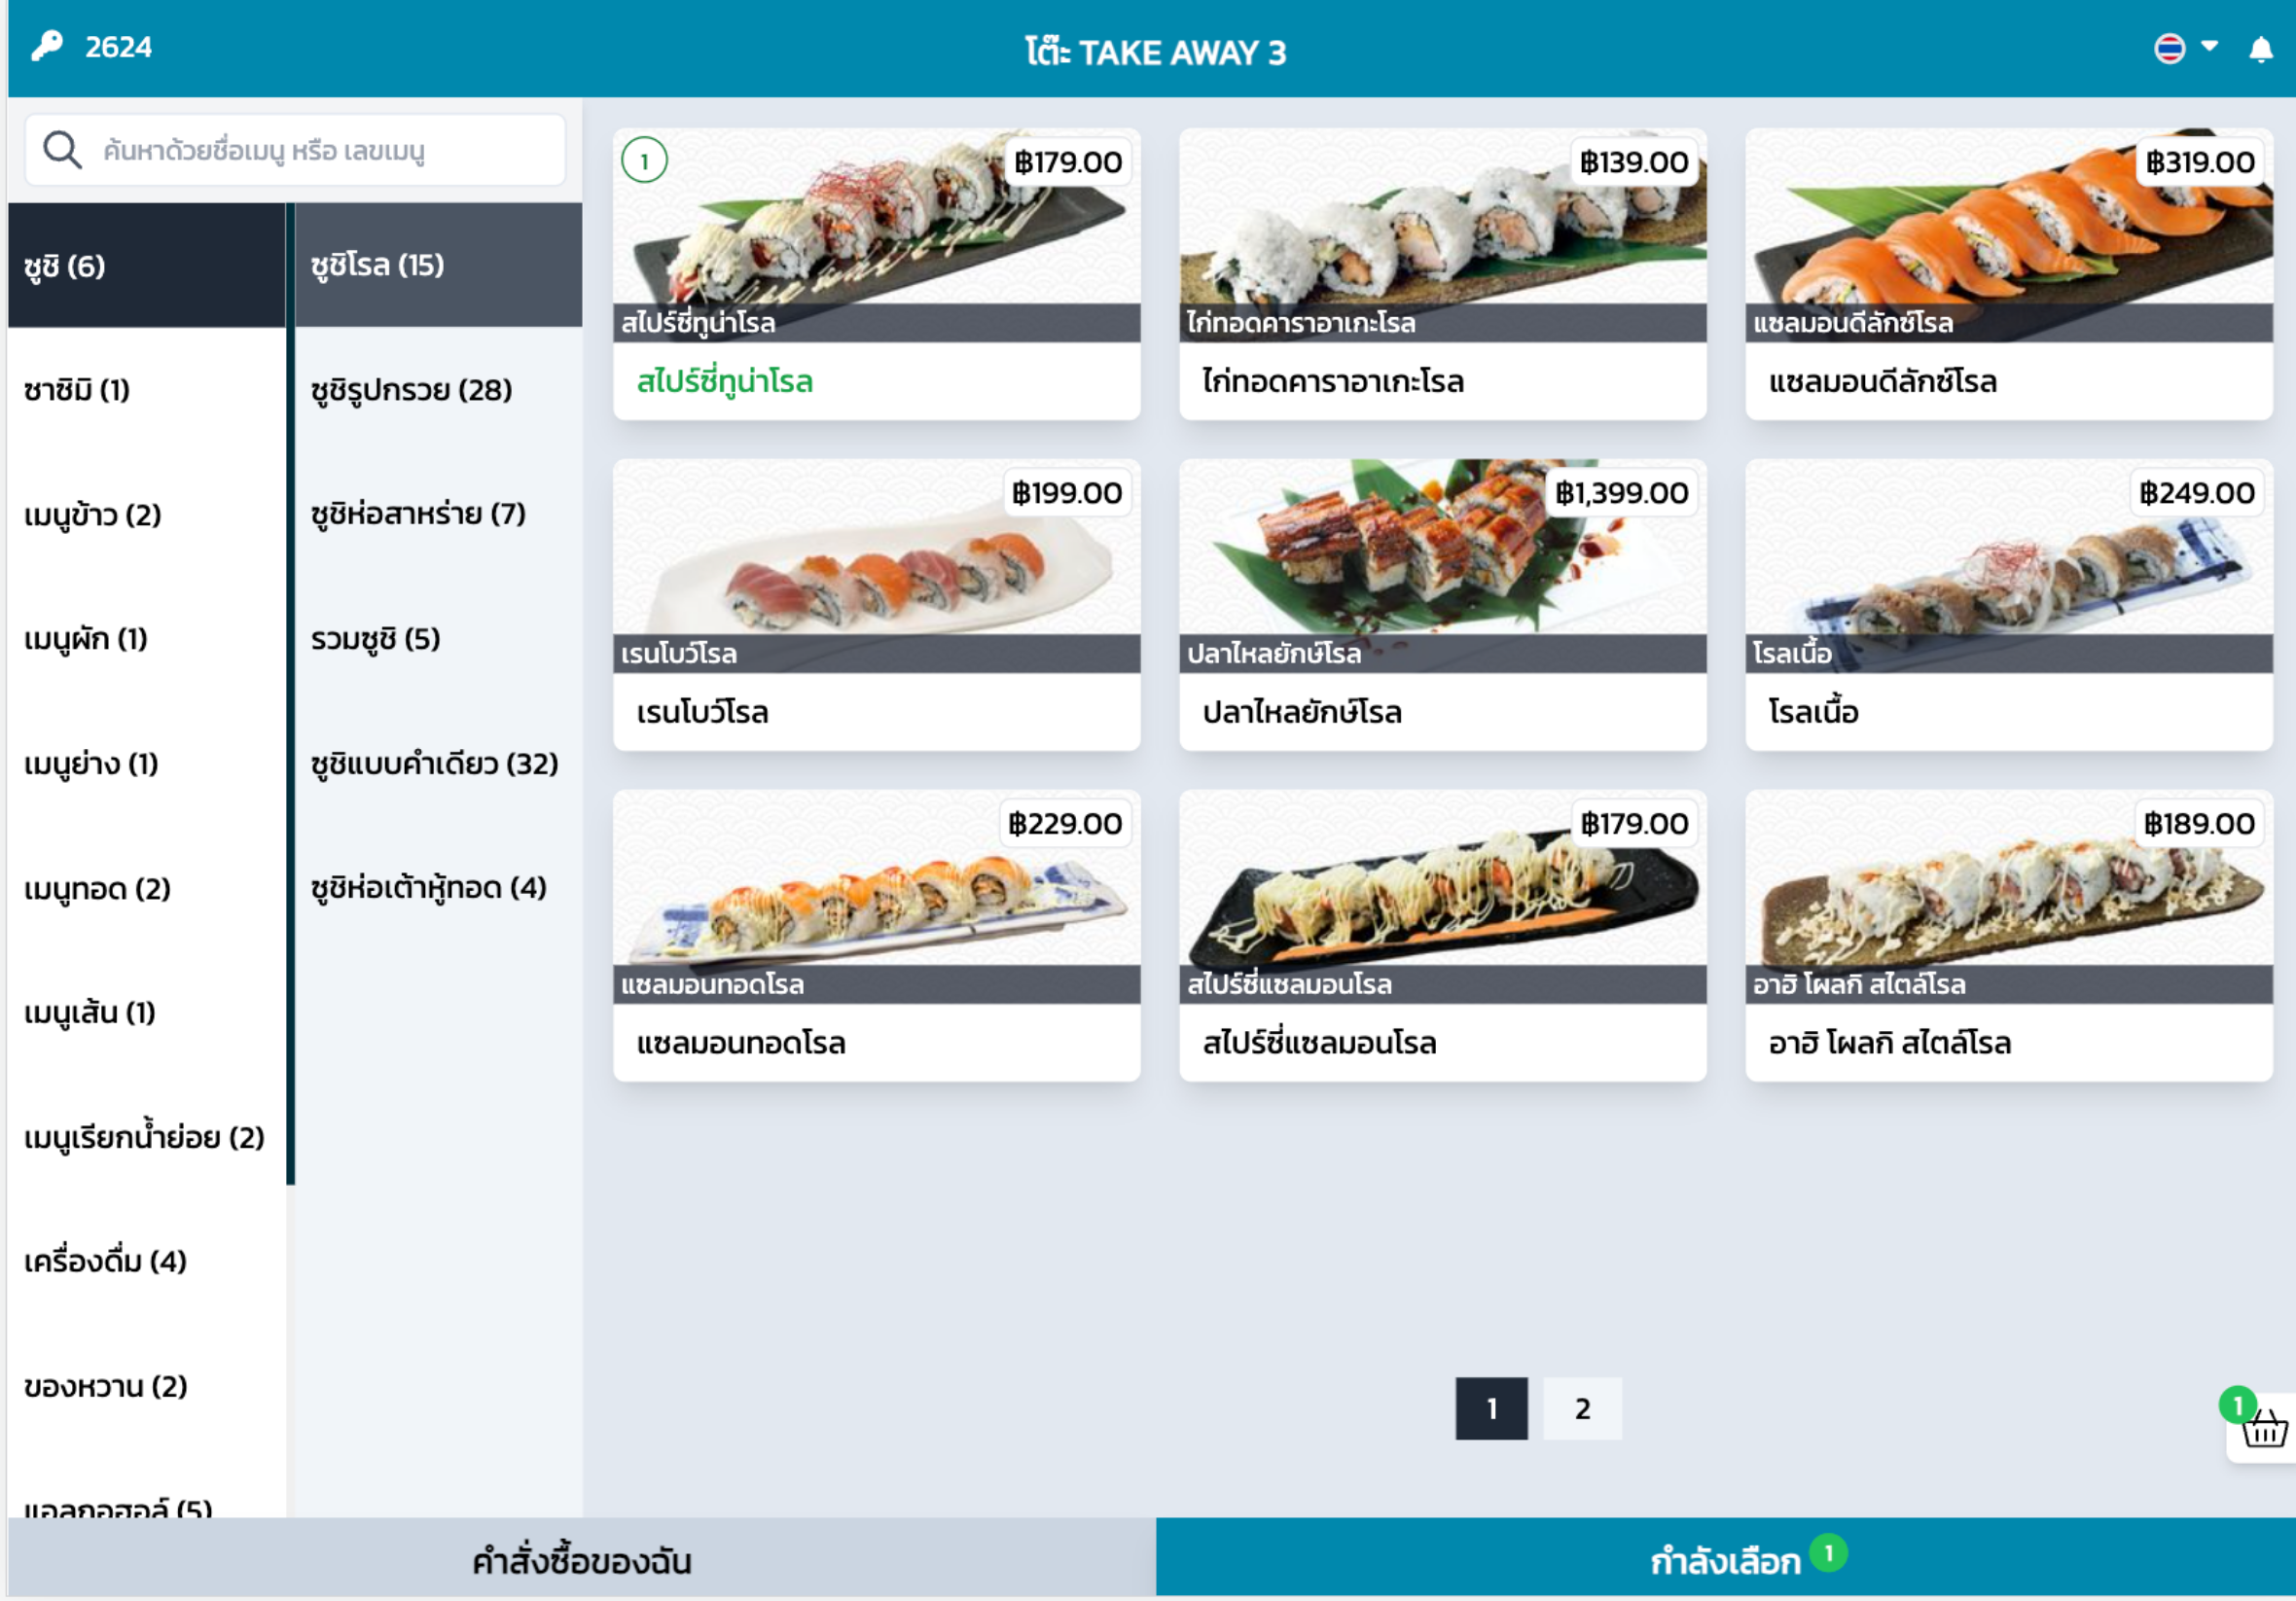 2624
โต๊ะ TAKE AWAY 3
ค้นหาด้วยชื่อเมนู หรือ เลขเมนู
ซูชิ (6)
ซาชิมิ (1)
เมนูข้าว (2)
เมนูผัก (1)
เมนูย่าง (1)
เมนูทอด (2)
เมนูเส้น (1)
เมนูเรียกน้ำย่อย (2)
เครื่องดื่ม (4)
ของหวาน (2)
แอลกอฮอล์ (5)
ซูชิโรล (15)
ซูชิรูปกรวย (28)
ซูชิห่อสาหร่าย (7)
รวมซูชิ (5)
ซูชิแบบคำเดียว (32)
ซูชิห่อเต้าหู้ทอด (4)
1
฿179.00
สไปร์ซี่ทูน่าโรล
สไปร์ซี่ทูน่าโรล
฿139.00
ไก่ทอดคาราอาเกะโรล
ไก่ทอดคาราอาเกะโรล
฿319.00
แซลมอนดีลักซ์โรล
แซลมอนดีลักซ์โรล
฿199.00
เรนโบว์โรล
เรนโบว์โรล
฿1,399.00
ปลาไหลยักษ์โรล
ปลาไหลยักษ์โรล
฿249.00
โรลเนื้อ
โรลเนื้อ
฿229.00
แซลมอนทอดโรล
แซลมอนทอดโรล
฿179.00
สไปร์ซี่แซลมอนโรล
สไปร์ซี่แซลมอนโรล
฿189.00
อาฮิ โผลกิ สไตล์โรล
อาฮิ โผลกิ สไตล์โรล
1 2
1
คำสั่งซื้อของฉัน
กำลังเลือก 1